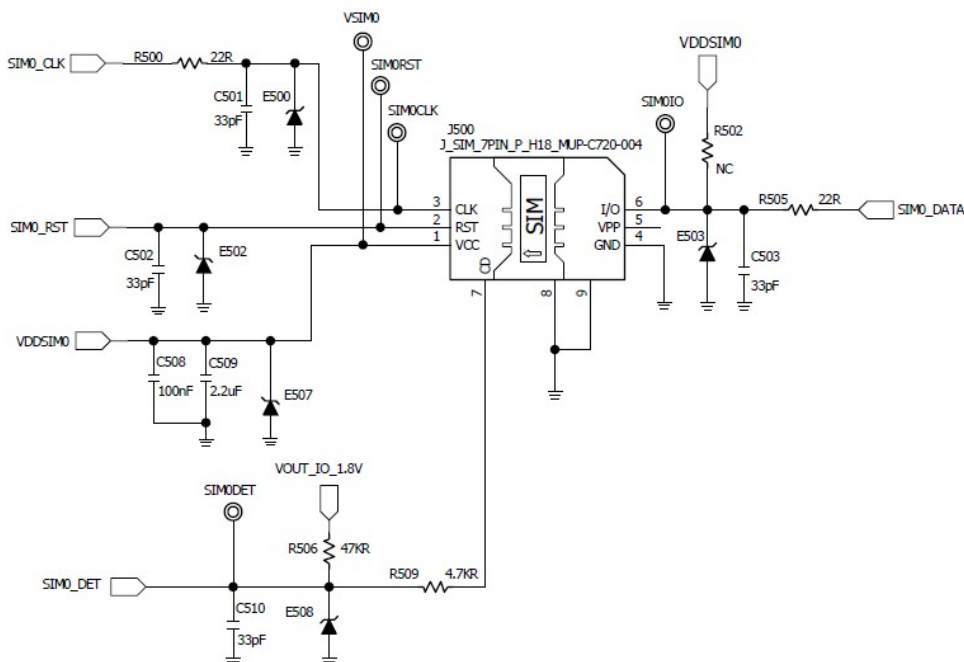 VSIM0
SIM0_CLK
R500
22R
C501
33pF
E500
SIM0RST
SIM0CLK
VDDSIM0
SIM0IO
R502
NC
J500
J_SIM_7PIN_P_H18_MUP-C720-004
SIM
3
CLK
2
RST
1
VCC
CD
7
8
9
I/O
6
VPP
5
GND
4
R505
22R
SIM0_DATA
E503
C503
33pF
SIM0_RST
C502
33pF
E502
VDDSIM0
C508
100nF
C509
2.2uF
E507
VOUT_IO_1.8V
SIM0DET
R506
47KR
R509
4.7KR
SIM0_DET
C510
33pF
E508